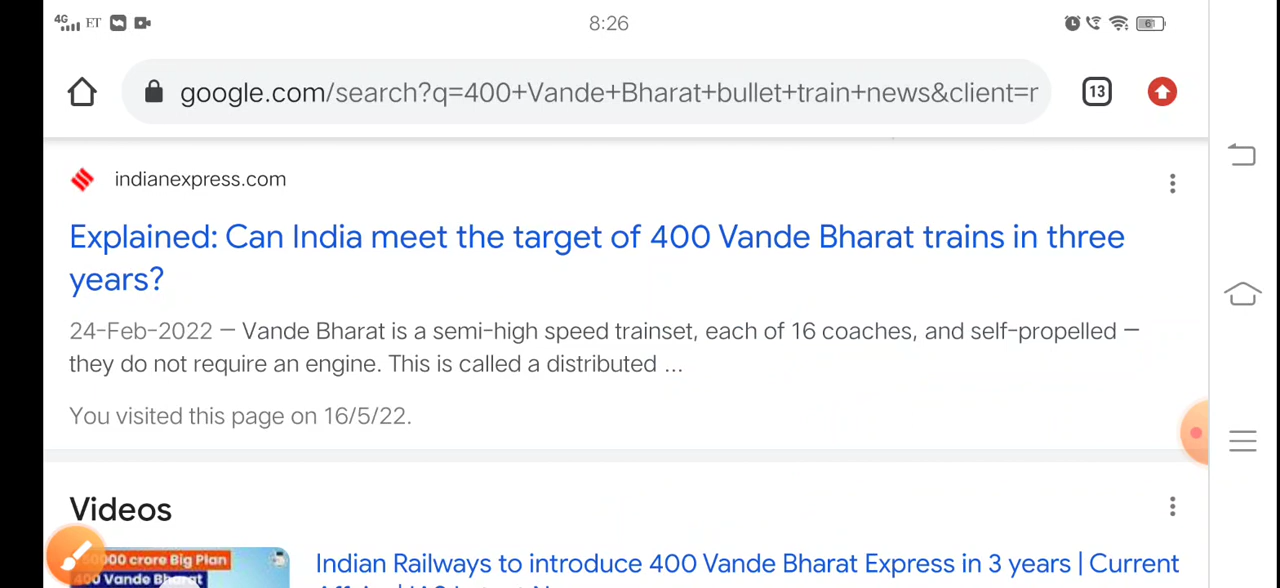 4G ET 8:26 61
google.com/search?q=400+Vande+Bharat+bullet+train+news&client=r
13
indianexpress.com
Explained: Can India meet the target of 400 Vande Bharat trains in three
years?
24-Feb-2022 — Vande Bharat is a semi-high speed trainset, each of 16 coaches, and self-propelled —
they do not require an engine. This is called a distributed ...
You visited this page on 16/5/22.
Videos
0000 crore Big Plan
400 Vande Bharat
Indian Railways to introduce 400 Vande Bharat Express in 3 years | Current